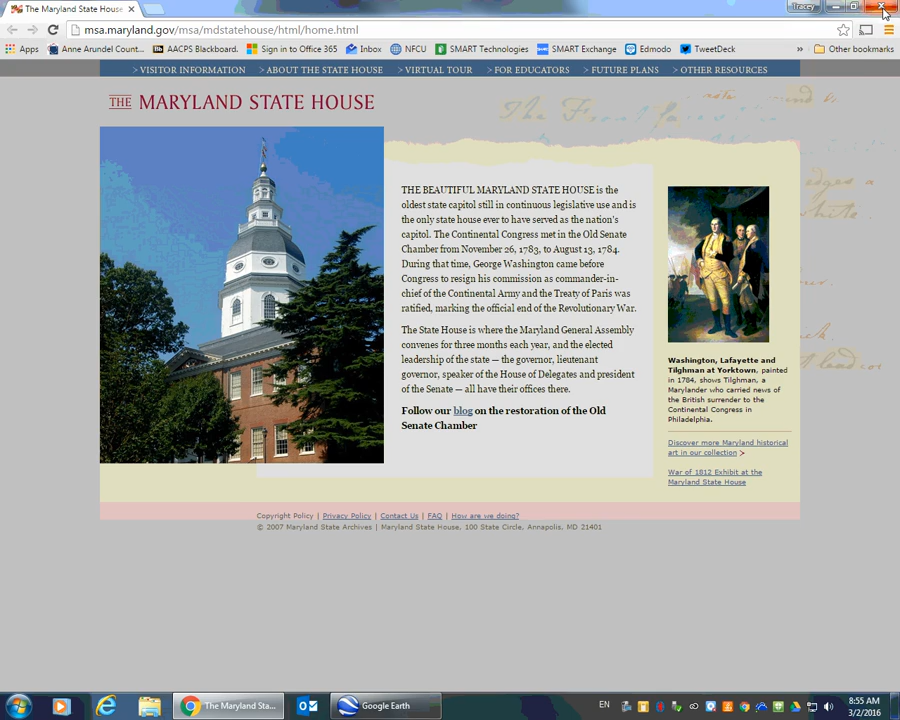 The Maryland State House
Tracey
msa.maryland.gov/msa/mdstatehouse/html/home.html
Apps Anne Arundel Count... AACPS Blackboard. Sign in to Office 365 Inbox NFCU SMART Technologies SMART Exchange Edmodo TweetDeck » Other bookmarks
> VISITOR INFORMATION > ABOUT THE STATE HOUSE > VIRTUAL TOUR > FOR EDUCATORS > FUTURE PLANS > OTHER RESOURCES
THE MARYLAND STATE HOUSE
THE BEAUTIFUL MARYLAND STATE HOUSE is the
oldest state capitol still in continuous legislative use and is
the only state house ever to have served as the nation's
capitol. The Continental Congress met in the Old Senate
Chamber from November 26, 1783, to August 13, 1784.
During that time, George Washington came before
Congress to resign his commission as commander-in-
chief of the Continental Army and the Treaty of Paris was
ratified, marking the official end of the Revolutionary War.
The State House is where the Maryland General Assembly
convenes for three months each year, and the elected
leadership of the state — the governor, lieutenant
governor, speaker of the House of Delegates and president
of the Senate — all have their offices there.
Follow our blog on the restoration of the Old
Senate Chamber
Washington, Lafayette and
Tilghman at Yorktown, painted
in 1784, shows Tilghman, a
Marylander who carried news of
the British surrender to the
Continental Congress in
Philadelphia.
Discover more Maryland historical
art in our collection >
War of 1812 Exhibit at the
Maryland State House
Copyright Policy | Privacy Policy | Contact Us | FAQ | How are we doing?
© 2007 Maryland State Archives | Maryland State House, 100 State Circle, Annapolis, MD 21401
The Maryland Sta... Google Earth EN 8:55 AM
3/2/2016